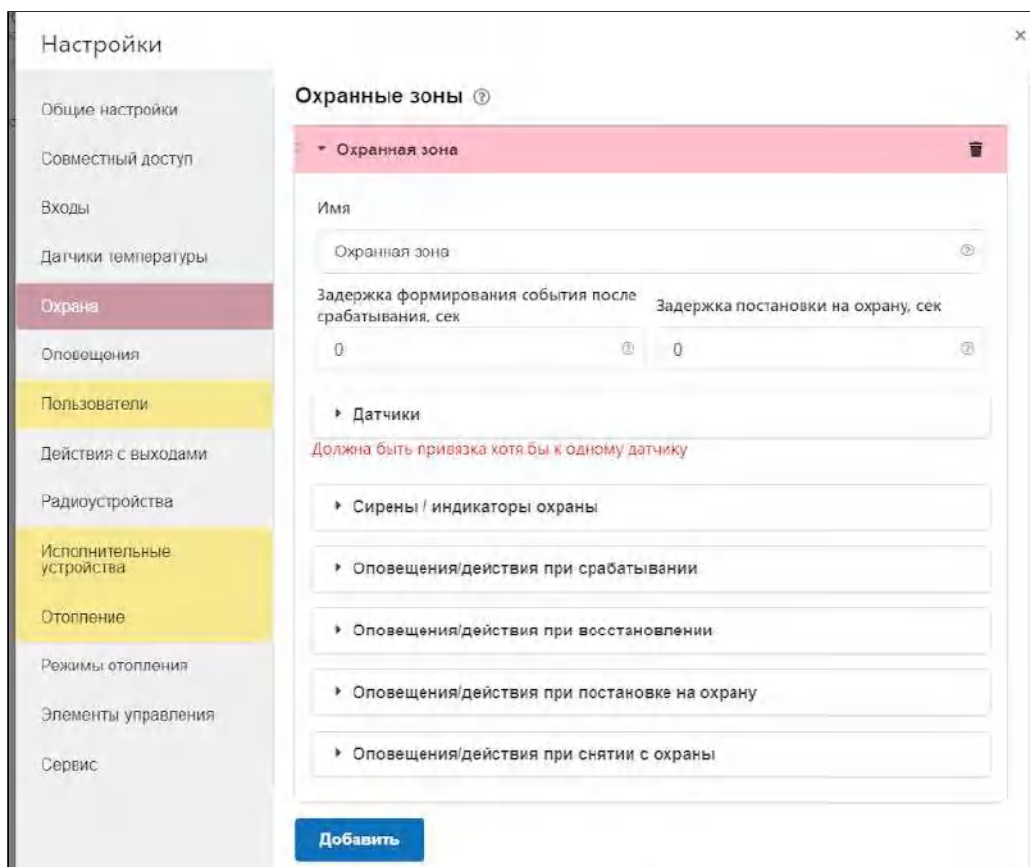 Настройки
Общие настройки
Совместный доступ
Входы
Датчики температуры
Охрана
Оповещения
Пользователи
Действия с выходами
Радиоустройства
Исполнительные
устройства
Отопление
Режимы отопления
Элементы управления
Сервис
Охранные зоны
Охранная зона
Имя
Охранная зона
Задержка формирования события после
срабатывания, сек
0
Задержка постановки на охрану, сек
0
Датчики
Должна быть привязка хотя бы к одному датчику
Сирены / индикаторы охраны
Оповещения/действия при срабатывании
Оповещения/действия при восстановлении
Оповещения/действия при постановке на охрану
Оповещения/действия при снятии с охраны
Добавить